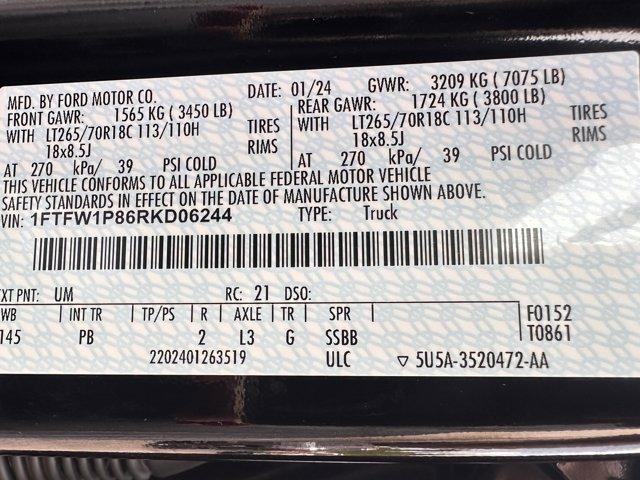 MFD. BY FORD MOTOR CO. DATE: 01/24 GVWR: 3209 KG ( 7075 LB)
FRONT GAWR: 1565 KG ( 3450 LB) REAR GAWR: 1724 KG ( 3800 LB)
WITH LT265/70R18C 113/110H TIRES WITH LT265/70R18C 113/110H TIRES
18x8.5J RIMS 18x8.5J RIMS
AT 270 kPa/ 39 PSI COLD AT 270 kPa/ 39 PSI COLD
THIS VEHICLE CONFORMS TO ALL APPLICABLE FEDERAL MOTOR VEHICLE
SAFETY STANDARDS IN EFFECT ON THE DATE OF MANUFACTURE SHOWN ABOVE.
VIN: 1FTFW1P86RKD06244 TYPE: Truck
EXT PNT: UM RC: 21 DSO:
WB INT TR TP/PS R AXLE TR SPR F0152
145 PB 2 L3 G SSBB T0861
2202401263519 ULC ▽ 5U5A-3520472-AA